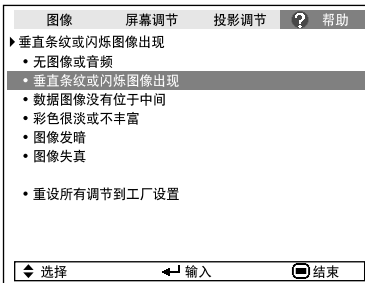 图像 屏幕调节 投影调节 ? 帮助
垂直条纹或闪烁图像出现
• 无图像或音频
• 垂直条纹或闪烁图像出现
• 数据图像没有位于中间
• 彩色很淡或不丰富
• 图像发暗
• 图像失真
• 重设所有调节到工厂设置
选择 输入 结束